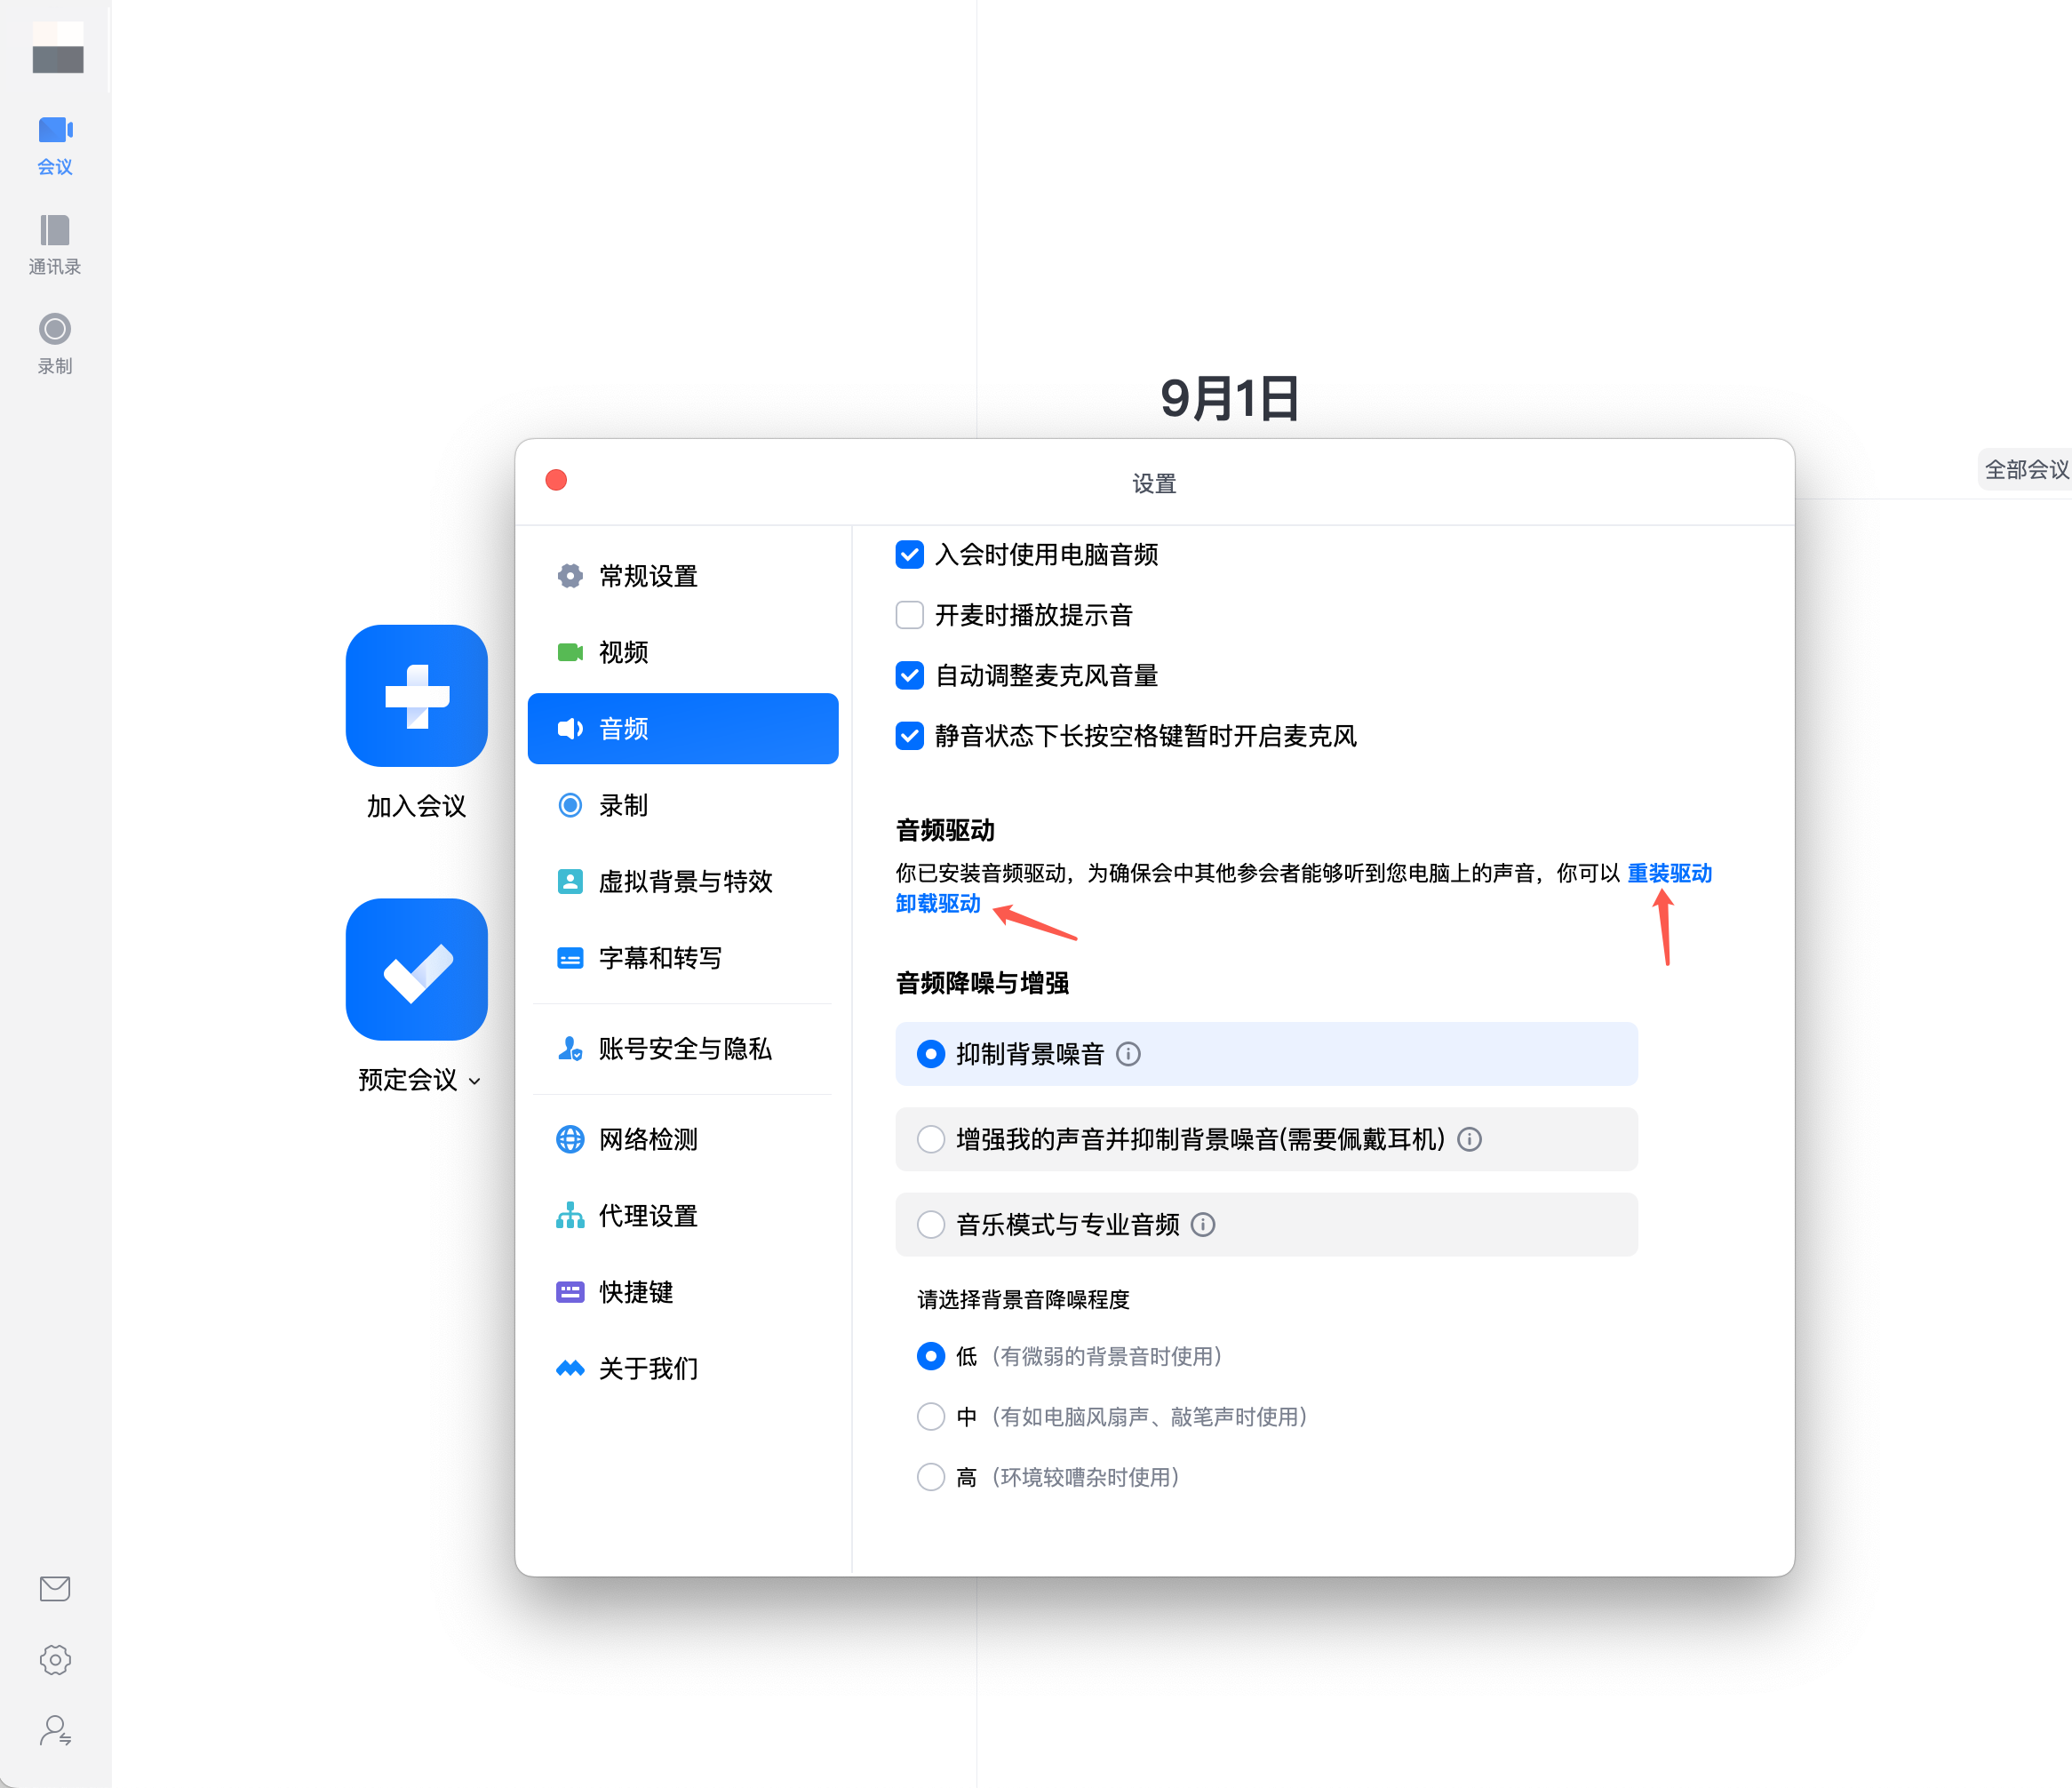 会议
通讯录
录制
9月1日
全部会议
加入会议
预定会议
设置
常规设置
视频
音频
录制
虚拟背景与特效
字幕和转写
账号安全与隐私
网络检测
代理设置
快捷键
关于我们
入会时使用电脑音频
开麦时播放提示音
自动调整麦克风音量
静音状态下长按空格键暂时开启麦克风
音频驱动
你已安装音频驱动，为确保会中其他参会者能够听到您电脑上的声音，你可以 重装驱动
卸载驱动
音频降噪与增强
抑制背景噪音
增强我的声音并抑制背景噪音(需要佩戴耳机)
音乐模式与专业音频
请选择背景音降噪程度
低 （有微弱的背景音时使用）
中 （有如电脑风扇声、敲笔声时使用）
高 （环境较嘈杂时使用）